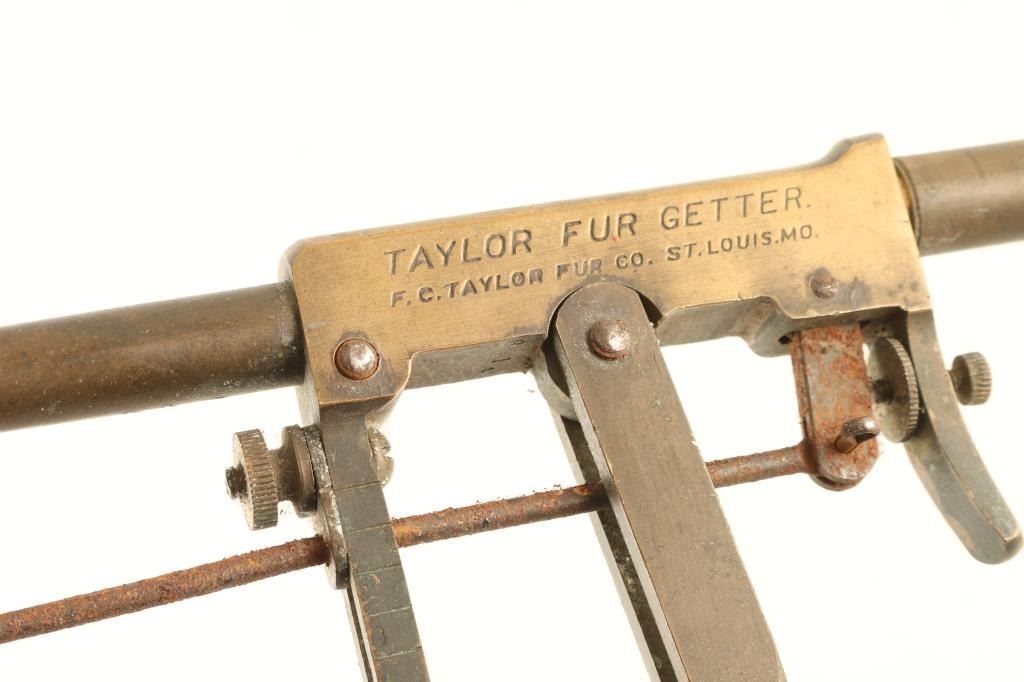 TAYLOR FUR GETTER.
F.C.TAYLOR FUR CO. ST.LOUIS.MO.